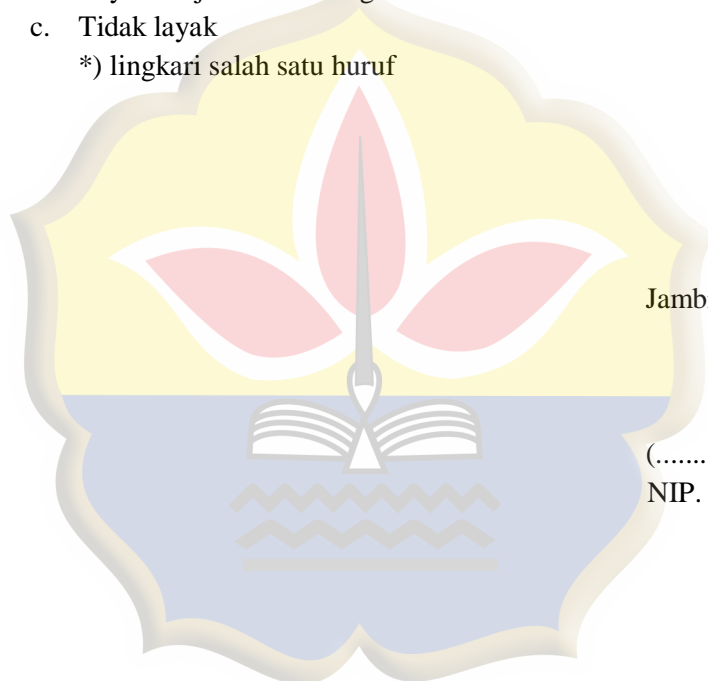 c. Tidak layak
*) lingkari salah satu huruf
Jamb
(.......
NIP.